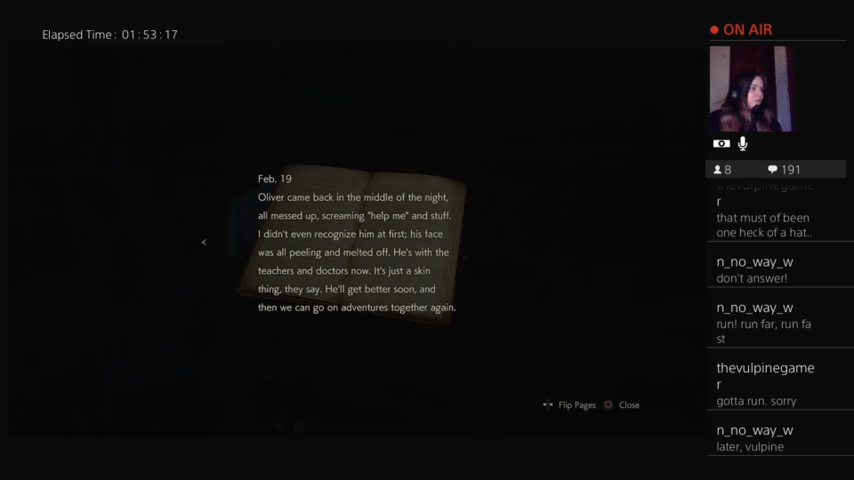 Elapsed Time: 01:53:17
ON AIR
8 191
Feb. 19
Oliver came back in the middle of the night,
all messed up, screaming "help me" and stuff.
I didn't even recognize him at first; his face
was all peeling and melted off. He's with the
teachers and doctors now. It's just a skin
thing, they say. He'll get better soon, and
then we can go on adventures together again.
Flip Pages Close
thevulpinegame
r
that must of been
one heck of a hat..
n_no_way_w
don't answer!
n_no_way_w
run! run far, run fa
st
thevulpinegame
r
gotta run. sorry
n_no_way_w
later, vulpine